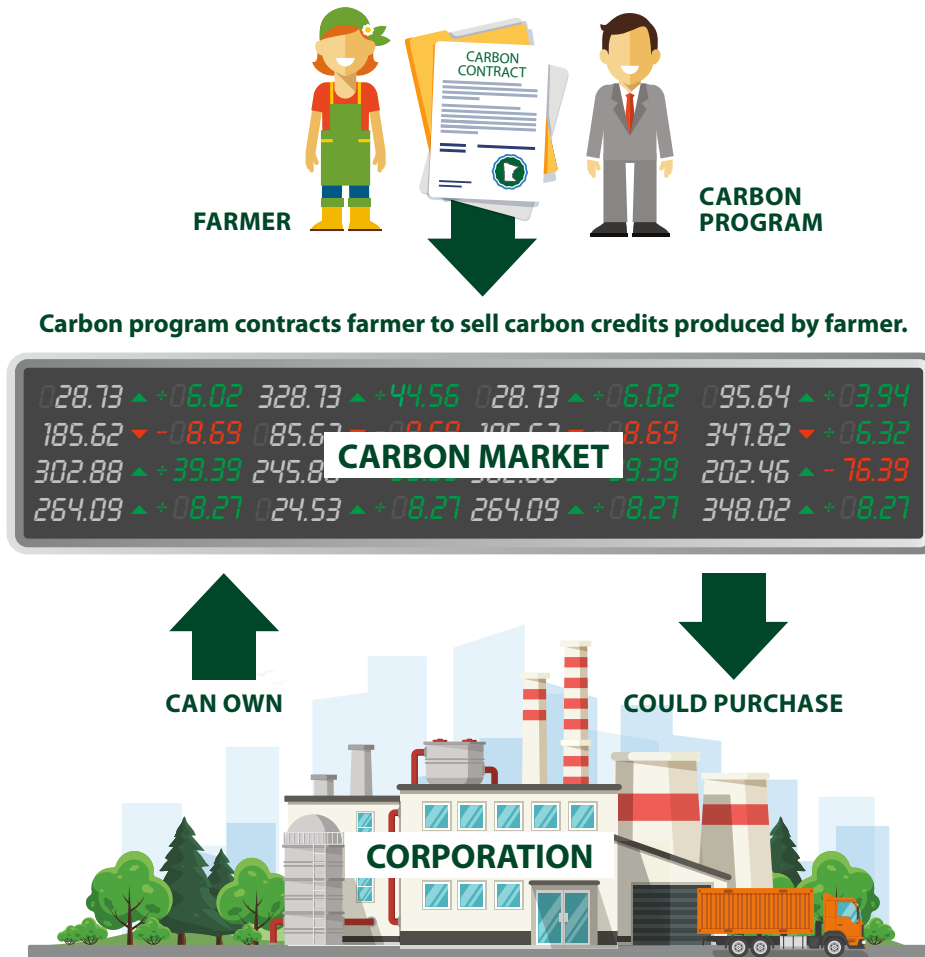 CARBON
CONTRACT
FARMER
CARBON
PROGRAM
Carbon program contracts farmer to sell carbon credits produced by farmer.
28.73 ▲ ÷6.02 328.73 ▲ ÷44.56 28.73 ▲ ÷6.02 95.64 ▲ ÷3.94
185.62 ▼ -8.69 8.69 347.82 ▼ ÷6.32
CARBON MARKET
302.88 ▲ ÷39.39 202.46 ▲ -76.39
264.09 ▲ ÷8.27 24.53 ▲ ÷8.27 264.09 ▲ ÷8.27 348.02 ▲ ÷8.27
CAN OWN
COULD PURCHASE
CORPORATION